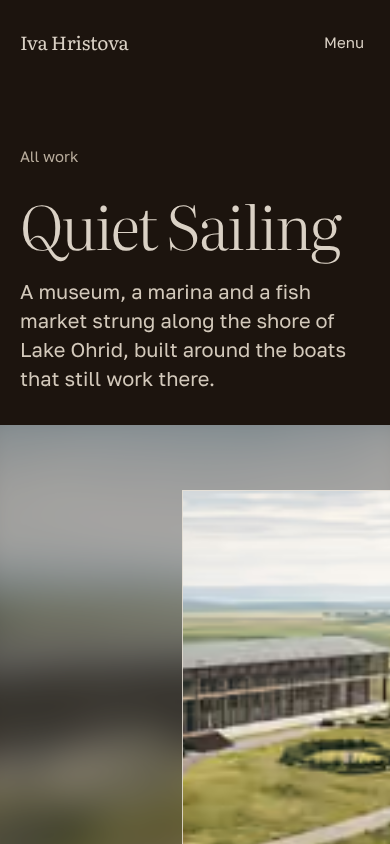 Iva Hristova
Menu
All work
Quiet Sailing
A museum, a marina and a fish
market strung along the shore of
Lake Ohrid, built around the boats
that still work there.